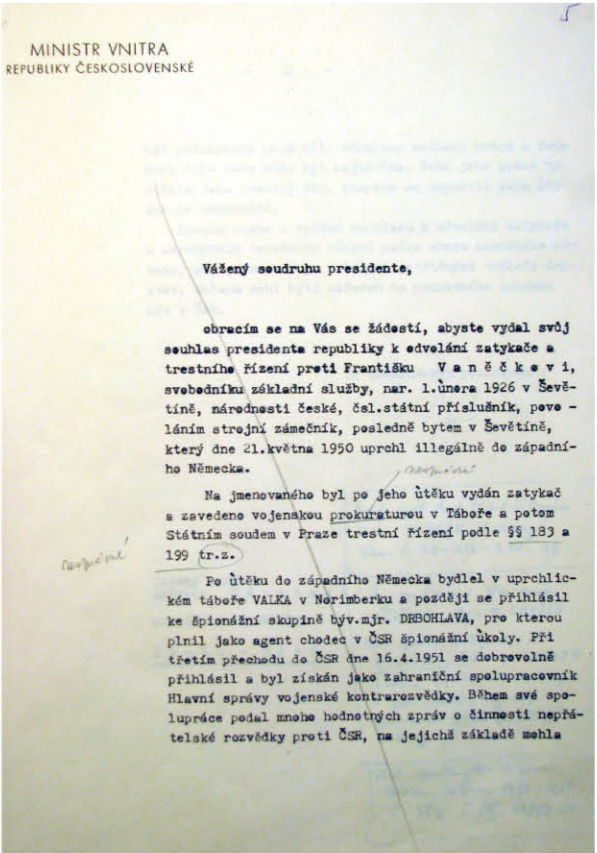 5
MINISTR VNITRA
REPUBLIKY ČESKOSLOVENSKÉ
Vážený soudruhu presidente,
obracím se na Vás se žádostí, abyste vydal svůj
souhlas presidenta republiky k odvolání zatykače a
trestního řízení proti Františku V a n ě č k o v i,
svobodníku základní služby, nar. 1.února 1926 v Ševě-
tíně, národnosti české, čsl.státní příslušník, povo -
láním strojní zámečník, posledně bytem v Ševětíně,
který dne 21.května 1950 uprchl illegálně do západní-
ho Německa.
Na jmenovaného byl po jeho útěku vydán zatykač
a zavedeno vojenskou prokuraturou v Táboře a potom
Státním soudem v Praze trestní řízení podle §§ 183 a
199 tr.z.
Po útěku do západního Německa bydlel v uprchlic-
kém táboře VALKA v Norimberku a později se přihlásil
ke špionážní skupině býv.mjr. DRBOHLAVA, pro kterou
plnil jako agent chodec v ČSR špionážní úkoly. Při
třetím přechodu do ČSR dne 16.4.1951 se dobrovolně
přihlásil a byl získán jako zahraniční spolupracovník
Hlavní správy vojenské kontrarozvědky. Během své spo-
lupráce podal mnoho hodnotných zpráv o činnosti nepřá-
telské rozvědky proti ČSR, na jejichž základě mohla